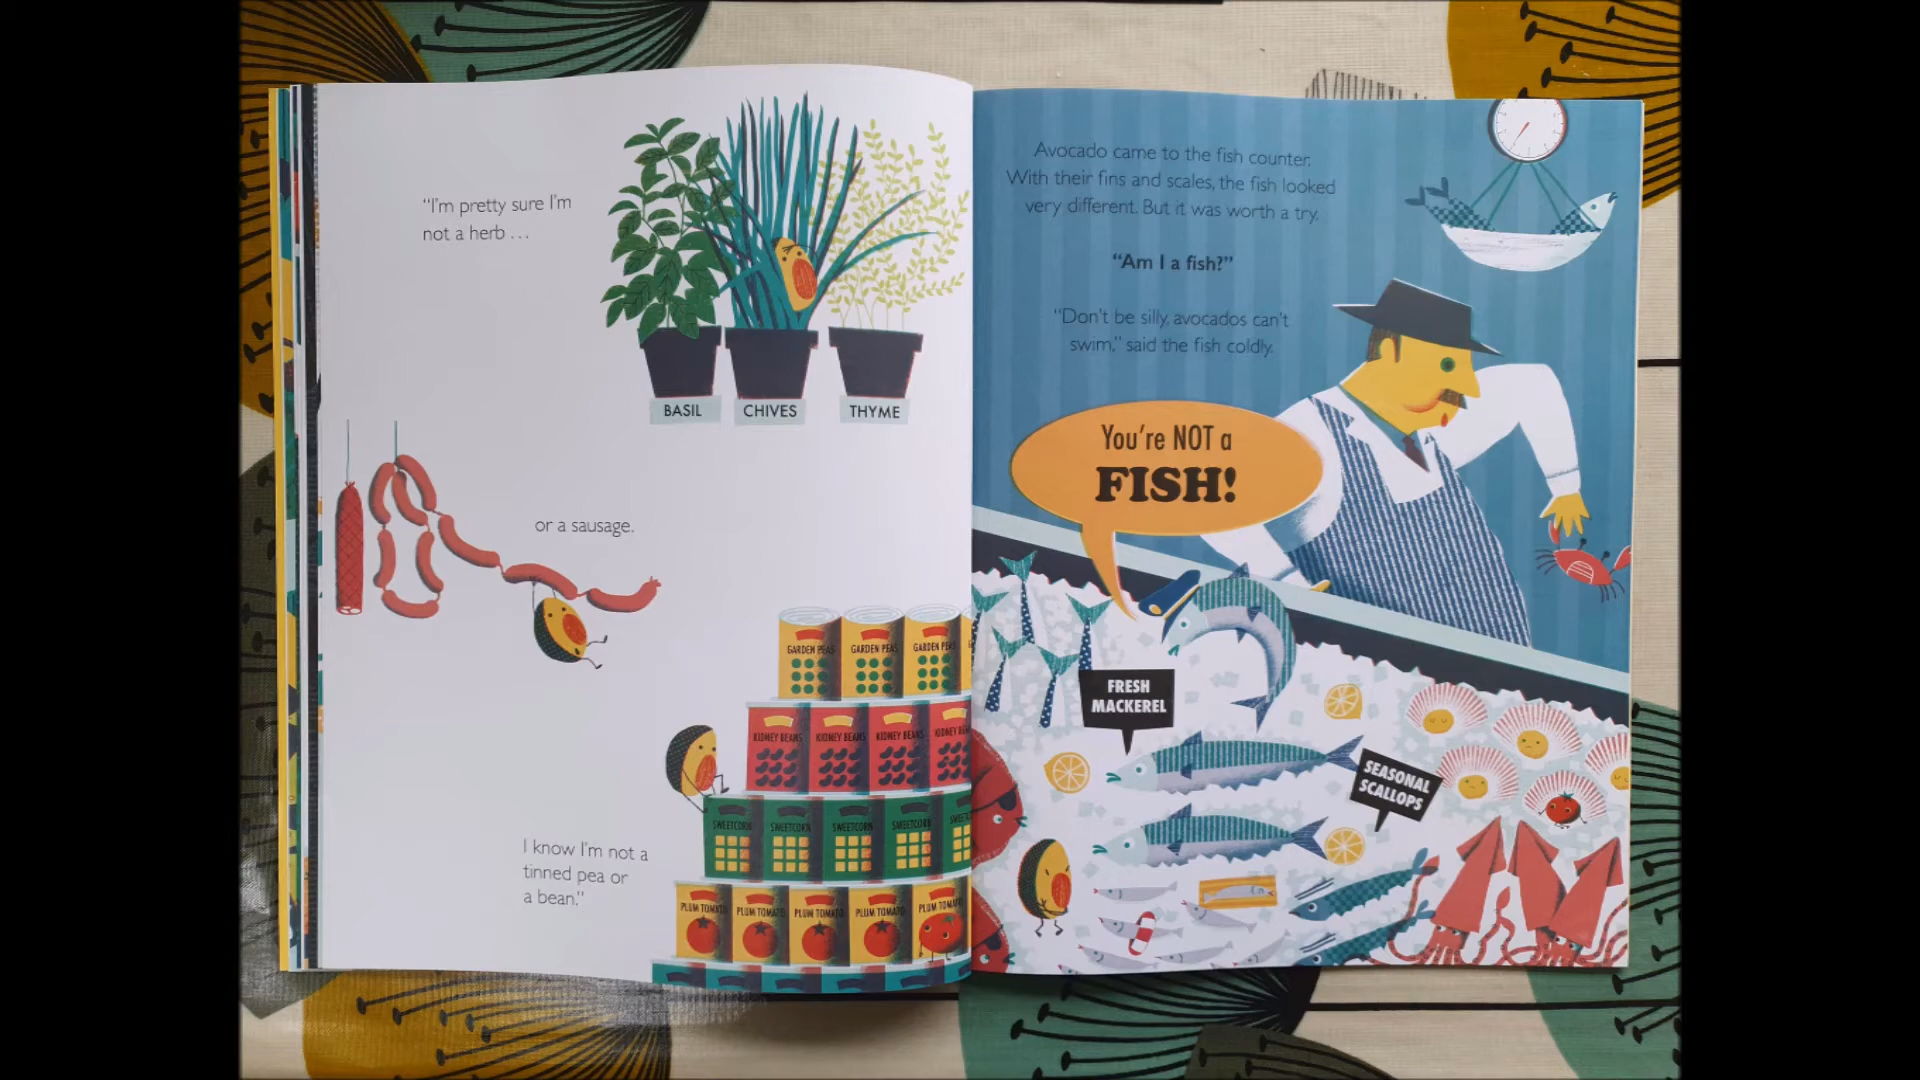 "I'm pretty sure I'm
not a herb ...
BASIL
CHIVES
THYME
or a sausage.
GARDEN PEAS
GARDEN PEAS
GARDEN PEAS
KIDNEY BEANS
KIDNEY BEANS
KIDNEY BEANS
KIDNEY BEANS
SWEETCORN
SWEETCORN
SWEETCORN
SWEETCORN
I know I'm not a
tinned pea or
a bean."
PLUM TOMATO
PLUM TOMATO
PLUM TOMATO
PLUM TOMATO
PLUM TOMATO
Avocado came to the fish counter.
With their fins and scales, the fish looked
very different. But it was worth a try.
"Am I a fish?"
"Don't be silly, avocados can't
swim," said the fish coldly.
You're NOT a
FISH!
FRESH
MACKEREL
SEASONAL
SCALLOPS